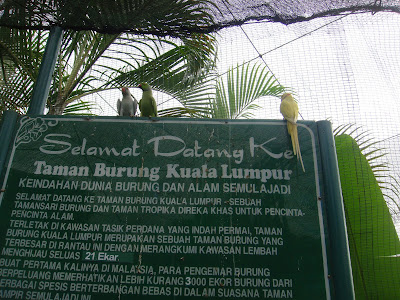 Selamat Datang Ke
Taman Burung Kuala Lumpur
KEINDAHAN DUNIA BURUNG DAN ALAM SEMULAJADI
SELAMAT DATANG KE TAMAN BURUNG KUALA LUMPUR - SEBUAH
TAMANSARI BURUNG DAN TAMAN TROPIKA DIREKA KHAS UNTUK PENCINTA-
PENCINTA ALAM.
TERLETAK DI KAWASAN TASIK PERDANA YANG INDAH PERMAI, TAMAN
BURUNG KUALA LUMPUR MERUPAKAN SEBUAH TAMAN BURUNG YANG
TERBESAR DI RANTAU INI DENGAN MERANGKUMI KAWASAN LEMBAH
MENGHIJAU SELUAS 21 Ekar
BUAT PERTAMA KALINYA DI MALAYSIA, PARA PENGEMAR BURUNG
BERPELUANG MEMERHATIKAN LEBIH KURANG 3000 EKOR BURUNG DARI
BERBAGAI SPESIS BERTERBANGAN BEBAS DI DALAM SUASANA TAMAN